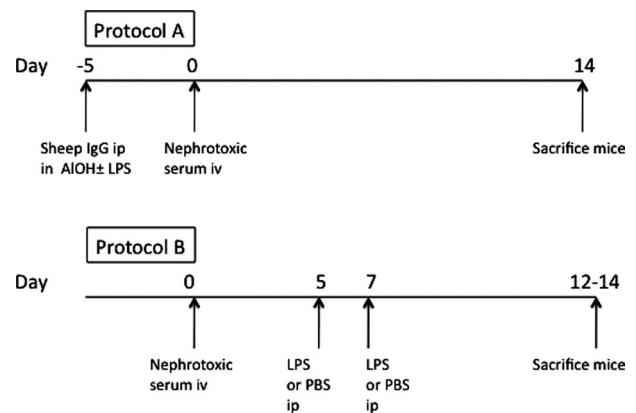 Protocol A
Day -5 0 14
Sheep IgG ip
in AlOH± LPS
Nephrotoxic
serum iv
Sacrifice mice
Protocol B
Day 0 5 7 12-14
Nephrotoxic
serum iv
LPS
or PBS
ip
LPS
or PBS
ip
Sacrifice mice